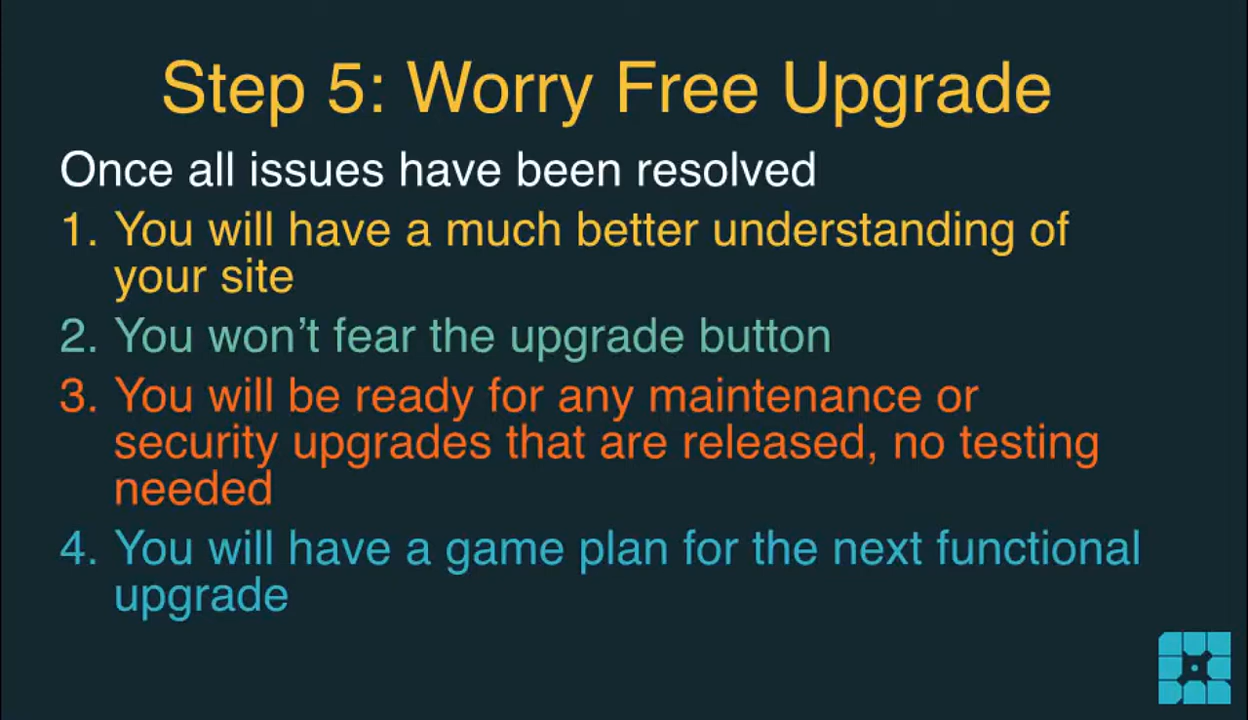 Step 5: Worry Free Upgrade
Once all issues have been resolved
1. You will have a much better understanding of
your site
2. You won’t fear the upgrade button
3. You will be ready for any maintenance or
security upgrades that are released, no testing
needed
4. You will have a game plan for the next functional
upgrade